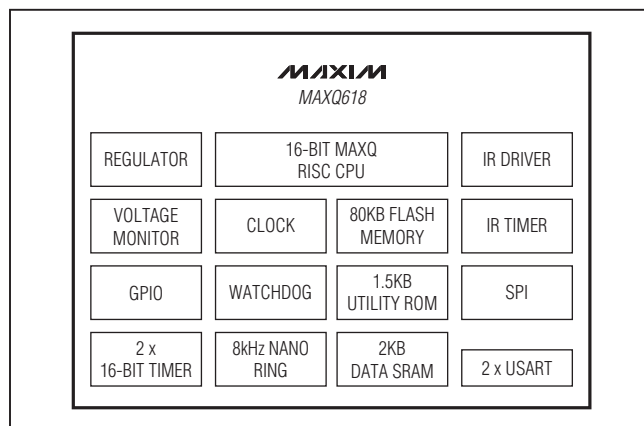 MAXIM
MAXQ618
REGULATOR
16-BIT MAXQ
RISC CPU
IR DRIVER
VOLTAGE
MONITOR
CLOCK
80KB FLASH
MEMORY
IR TIMER
GPIO
WATCHDOG
1.5KB
UTILITY ROM
SPI
2 x
16-BIT TIMER
8kHz NANO
RING
2KB
DATA SRAM
2 x USART